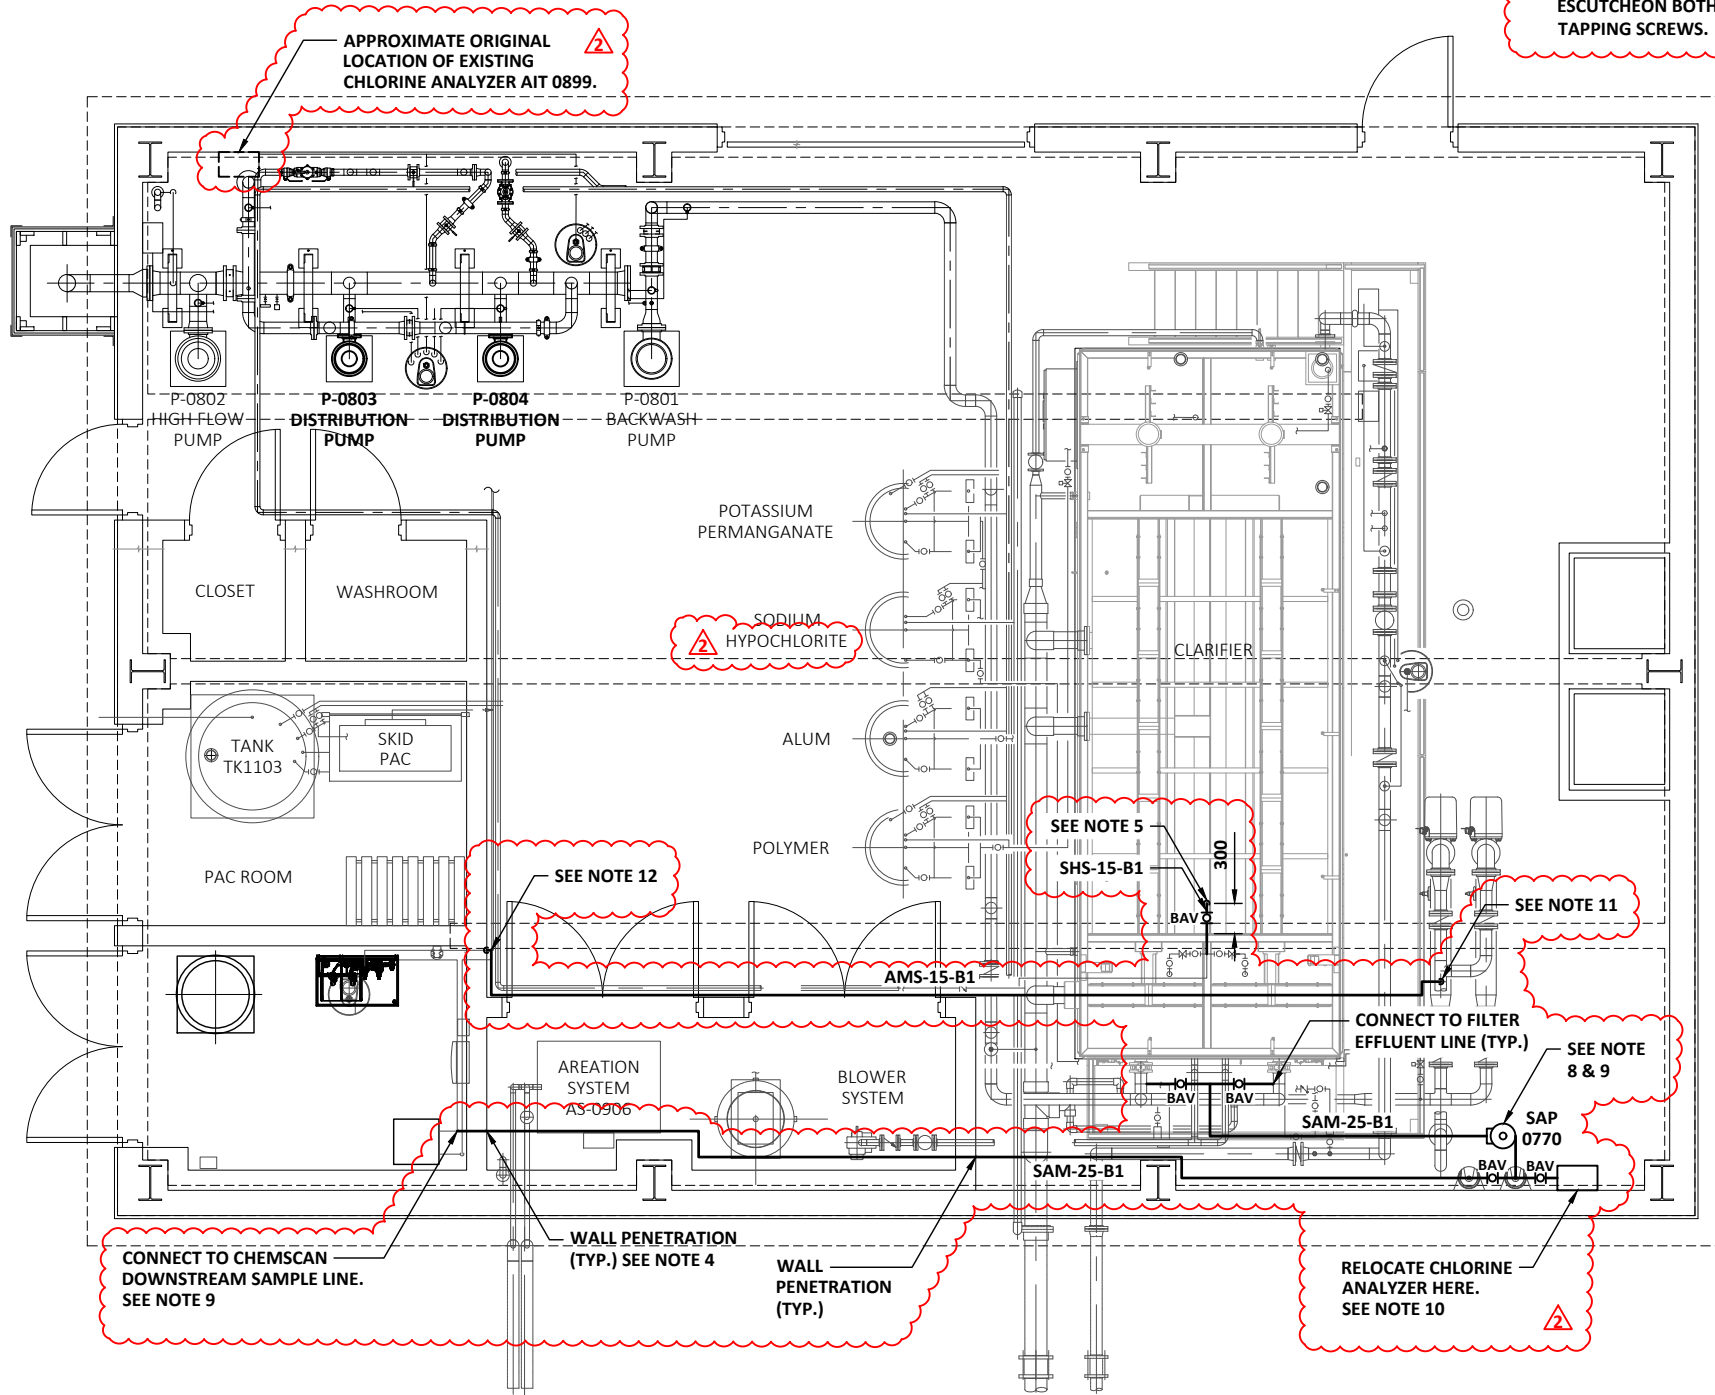 ESCUTCHEON BOTH
TAPPING SCREWS.
APPROXIMATE ORIGINAL
LOCATION OF EXISTING
CHLORINE ANALYZER AIT 0899.
2
P-0802
HIGH FLOW
PUMP
P-0803
DISTRIBUTION
PUMP
P-0804
DISTRIBUTION
PUMP
P-0801
BACKWASH
PUMP
POTASSIUM
PERMANGANATE
CLOSET
WASHROOM
SODIUM
HYPOCHLORITE
2
CLARIFIER
TANK
TK1103
SKID
PAC
ALUM
POLYMER
SEE NOTE 5
SHS-15-B1
300
BAV
PAC ROOM
SEE NOTE 12
SEE NOTE 11
AMS-15-B1
CONNECT TO FILTER
EFFLUENT LINE (TYP.)
SEE NOTE
8 & 9
AREATION
SYSTEM
AS-0906
BLOWER
SYSTEM
BAV
BAV
SAM-25-B1
SAP
0770
SAM-25-B1
BAV
BAV
CONNECT TO CHEMSCAN
DOWNSTREAM SAMPLE LINE.
SEE NOTE 9
WALL PENETRATION
(TYP.) SEE NOTE 4
WALL
PENETRATION
(TYP.)
RELOCATE CHLORINE
ANALYZER HERE.
SEE NOTE 10
2